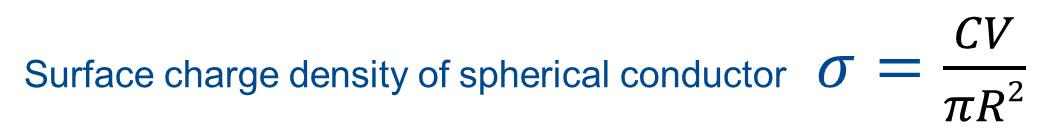 Surface charge density of spherical conductor σ = CV / πR²